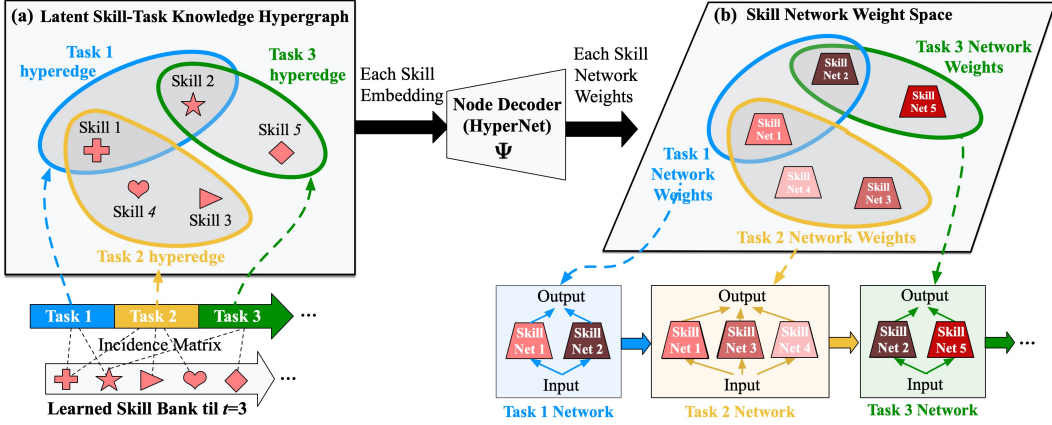 (a) Latent Skill-Task Knowledge Hypergraph
Task 1
hyperedge
Task 3
hyperedge
Skill 2
Skill 1
Skill 5
Skill 4
Skill 3
Task 2 hyperedge
Task 1
Task 2
Task 3
...
Incidence Matrix
...
Learned Skill Bank til t=3
Each Skill
Embedding
Node Decoder
(HyperNet)
Ψ
Each Skill
Network
Weights
(b) Skill Network Weight Space
Task 3 Network
Weights
Skill
Net 2
Skill
Net 5
Skill
Net 1
Skill
Net 4
Skill
Net 3
Task 1
Network
Weights
Task 2 Network Weights
Output
Skill
Net 1
Skill
Net 2
Input
Task 1 Network
Output
Skill
Net 1
Skill
Net 3
Skill
Net 4
Input
Task 2 Network
Output
Skill
Net 2
Skill
Net 5
Input
Task 3 Network
...